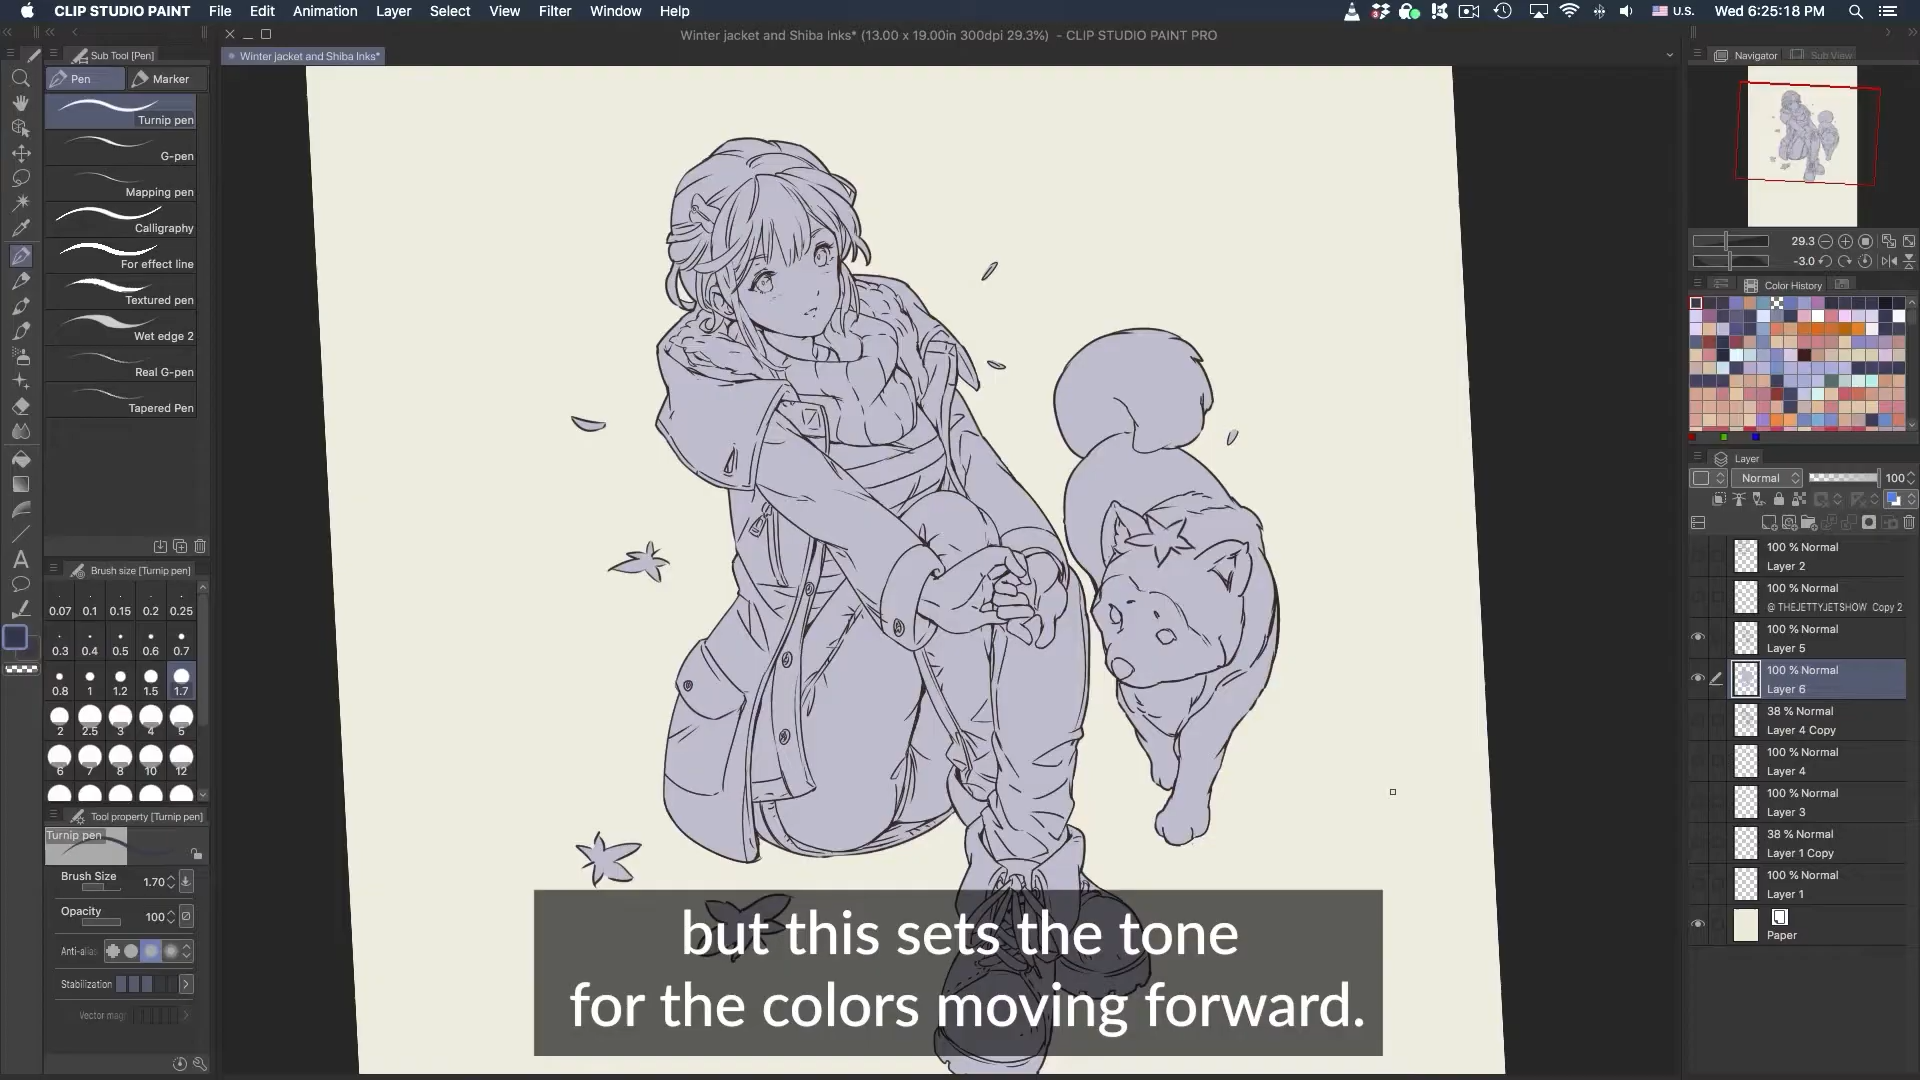 CLIP STUDIO PAINT File Edit Animation Layer Select View Filter Window Help
U.S. Wed 6:25:18 PM
Winter jacket and Shiba Inks* (13.00 x 19.00in 300dpi 29.3%) - CLIP STUDIO PAINT PRO
Sub Tool [Pen]
Winter jacket and Shiba Inks*
Navigator Sub View
Pen Marker
Turnip pen
G-pen
Mapping pen
Calligraphy
For effect line
Textured pen
Wet edge 2
Real G-pen
Tapered Pen
Brush size [Turnip pen]
0.07 0.1 0.15 0.2 0.25
0.3 0.4 0.5 0.6 0.7
0.8 1 1.2 1.5 1.7
2 2.5 3 4 5
6 7 8 10 12
Tool property [Turnip pen]
Turnip pen
Brush Size 1.70
Opacity 100
Anti-alias
Stabilization
Vector mag
29.3
-3.0
Color History
Layer
Normal 100
100 % Normal
Layer 2
100 % Normal
@ THEJETTYJETSHOW Copy 2
100 % Normal
Layer 5
100 % Normal
Layer 6
38 % Normal
Layer 4 Copy
100 % Normal
Layer 4
100 % Normal
Layer 3
38 % Normal
Layer 1 Copy
100 % Normal
Layer 1
Paper
but this sets the tone
for the colors moving forward.